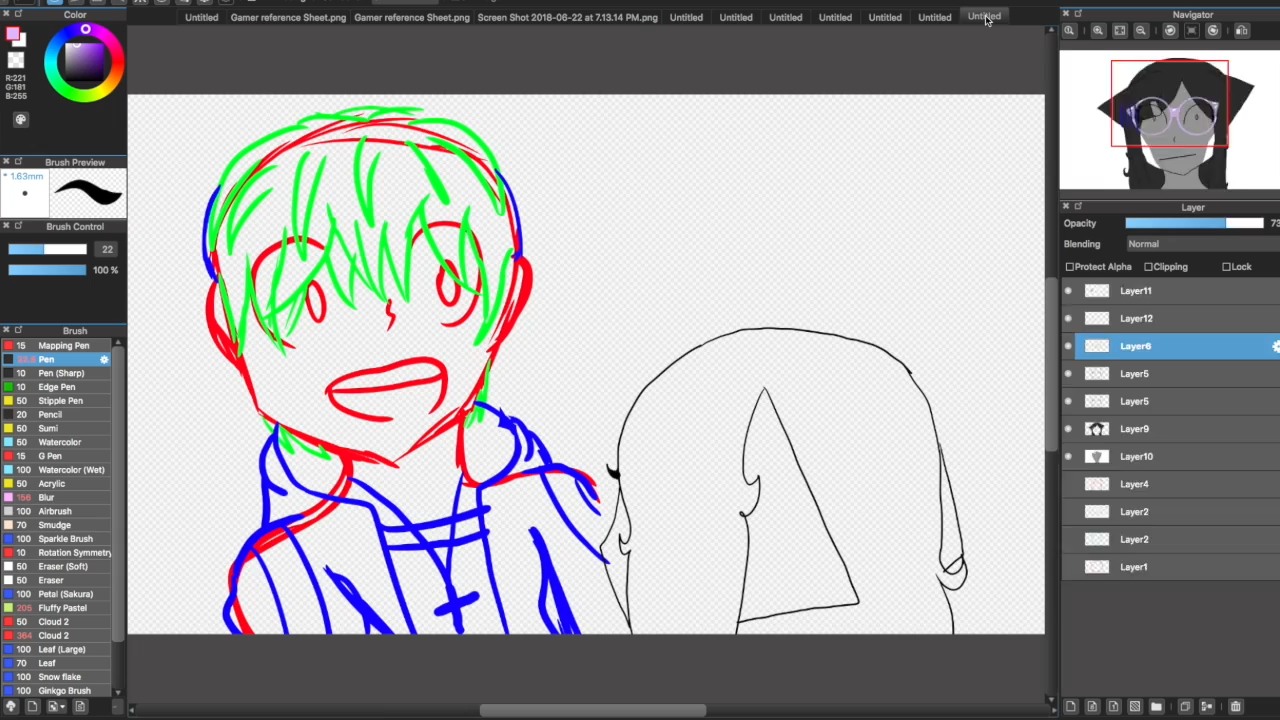 Color
Untitled
Gamer reference Sheet.png
Gamer reference Sheet.png
Screen Shot 2018-06-22 at 7.13.14 PM.png
Untitled
Untitled
Untitled
Untitled
Untitled
Untitled
Untitled
Navigator
R:221
G:181
B:255
Brush Preview
* 1.63mm
Brush Control
22
100 %
Brush
15 Mapping Pen
Pen
10 Pen (Sharp)
10 Edge Pen
50 Stipple Pen
20 Pencil
50 Sumi
50 Watercolor
15 G Pen
100 Watercolor (Wet)
50 Acrylic
156 Blur
100 Airbrush
70 Smudge
100 Sparkle Brush
10 Rotation Symmetry
50 Eraser (Soft)
50 Eraser
100 Petal (Sakura)
205 Fluffy Pastel
50 Cloud 2
364 Cloud 2
100 Leaf (Large)
70 Leaf
100 Snow flake
100 Ginkgo Brush
Layer
Opacity
73
Blending Normal
Protect Alpha Clipping Lock
Layer11
Layer12
Layer6
Layer5
Layer5
Layer9
Layer10
Layer4
Layer2
Layer2
Layer1